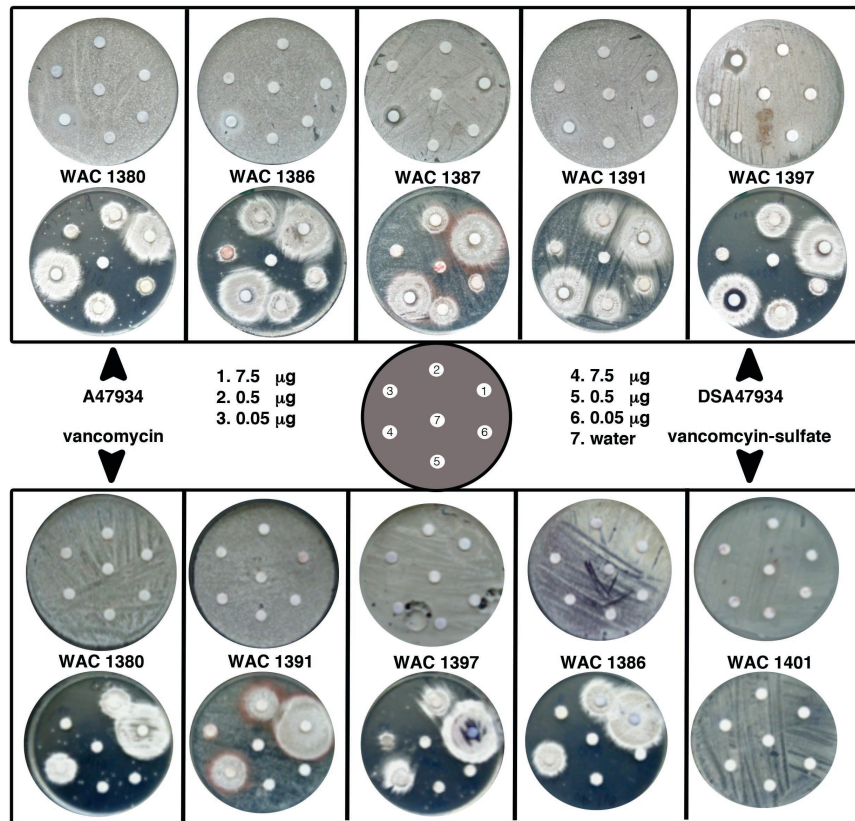 WAC 1380 WAC 1386 WAC 1387 WAC 1391 WAC 1397
A47934
vancomycin
1. 7.5 µg
2. 0.5 µg
3. 0.05 µg
2
3 1
7
4 6
5
4. 7.5 µg
5. 0.5 µg
6. 0.05 µg
7. water
DSA47934
vancomcyin-sulfate
WAC 1380 WAC 1391 WAC 1397 WAC 1386 WAC 1401